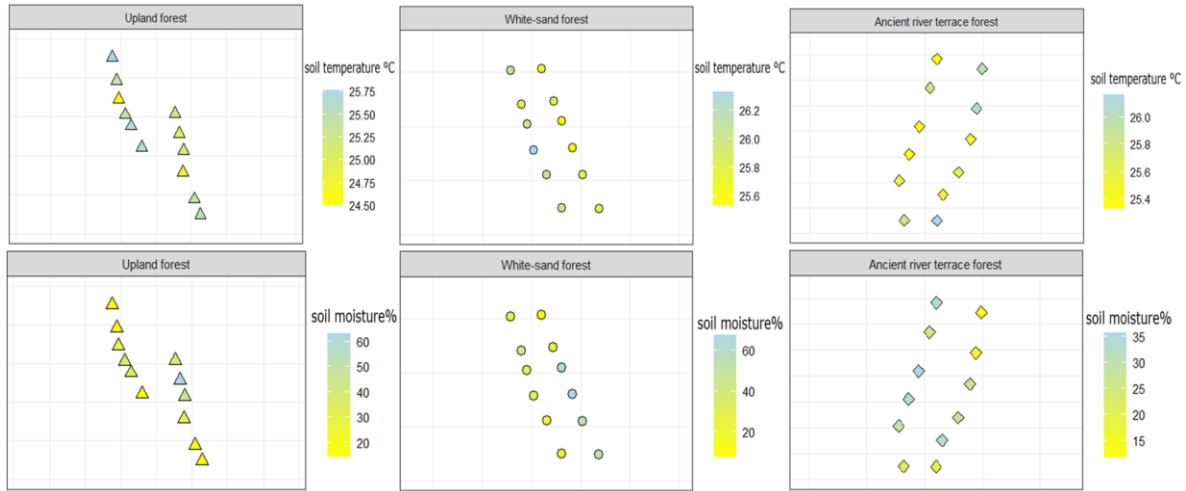 Upland forest
soil temperature ºC
25.75
25.50
25.25
25.00
24.75
24.50
White-sand forest
soil temperature ºC
26.2
26.0
25.8
25.6
Ancient river terrace forest
soil temperature ºC
26.0
25.8
25.6
25.4
Upland forest
soil moisture%
60
50
40
30
20
White-sand forest
soil moisture%
60
40
20
Ancient river terrace forest
soil moisture%
35
30
25
20
15